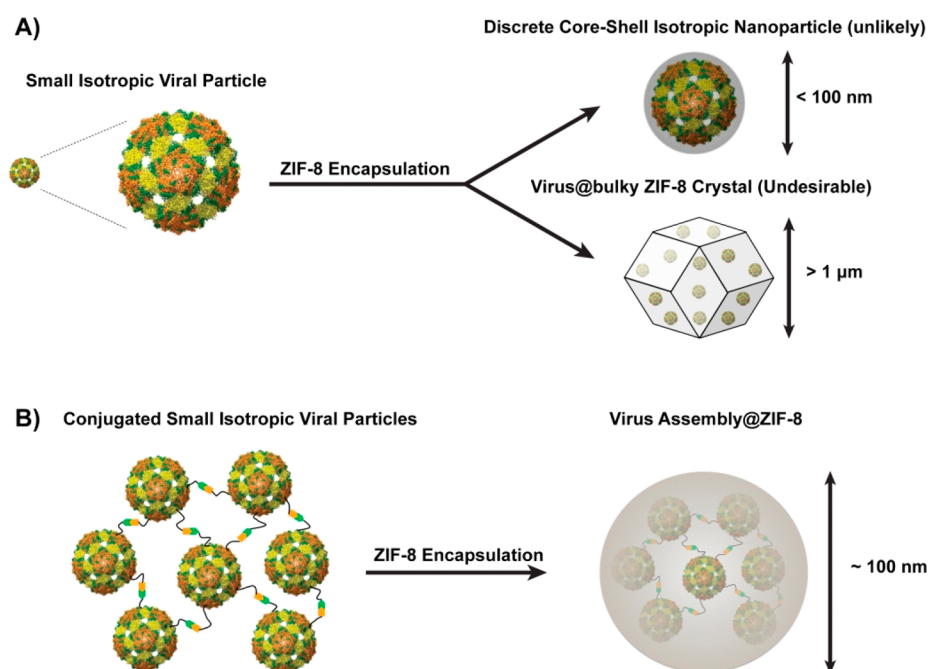 A)
Discrete Core-Shell Isotropic Nanoparticle (unlikely)
Small Isotropic Viral Particle
< 100 nm
ZIF-8 Encapsulation
Virus@bulky ZIF-8 Crystal (Undesirable)
> 1 μm
B)
Conjugated Small Isotropic Viral Particles
Virus Assembly@ZIF-8
ZIF-8 Encapsulation
~ 100 nm